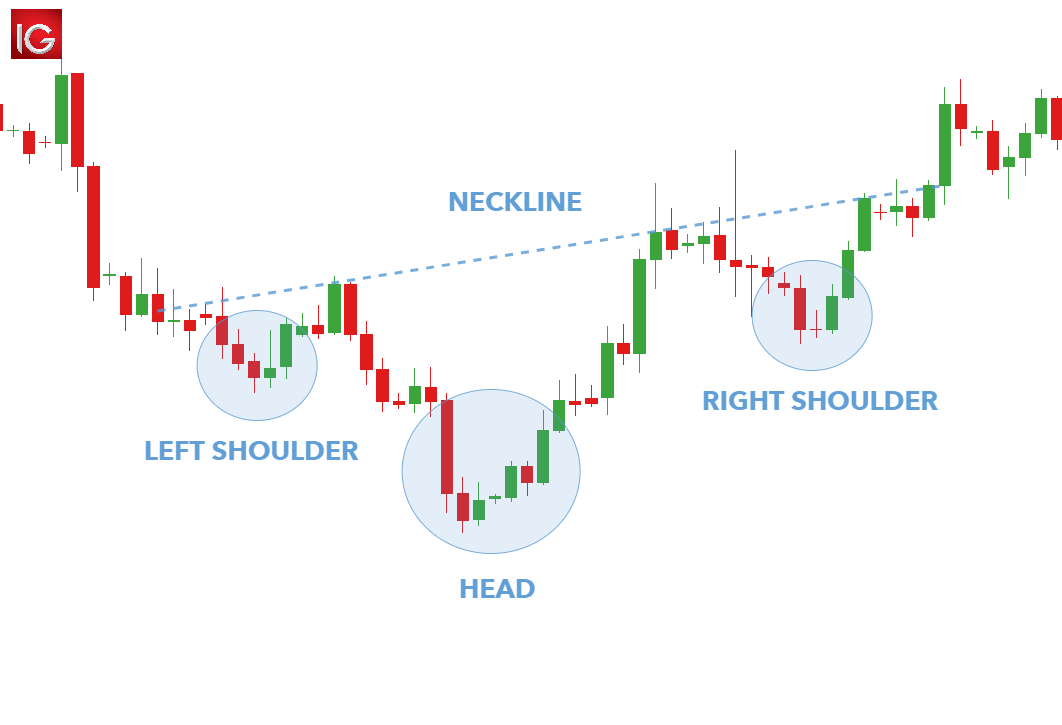 IG
NECKLINE
RIGHT SHOULDER
LEFT SHOULDER
HEAD